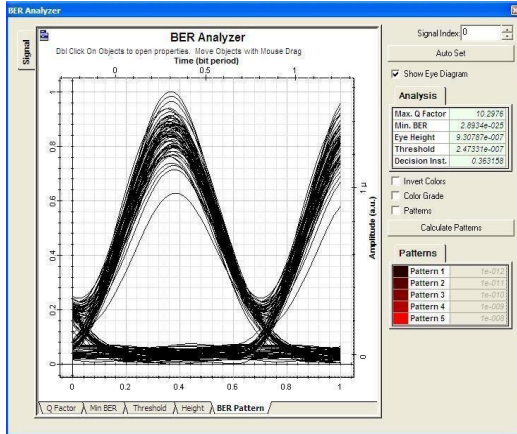 BER Analyzer
Signal
BER Analyzer
Dbl Click On Objects to open properties. Move Objects with Mouse Drag
Time (bit period)
0 0.5 1
1
0.8
0.6
0.4
0.2
0
1 µ
0
Amplitude (a.u.)
0 0.2 0.4 0.6 0.8 1
Q Factor Min BER Threshold Height BER Pattern
Signal Index: 0
Auto Set
Show Eye Diagram
Analysis
Max. Q Factor 10.2976
Min. BER 2.8934e-025
Eye Height 9.30787e-007
Threshold 2.47331e-007
Decision Inst. 0.363158
Invert Colors
Color Grade
Patterns
Calculate Patterns
Patterns
Pattern 1 1e-012
Pattern 2 1e-011
Pattern 3 1e-010
Pattern 4 1e-009
Pattern 5 1e-008